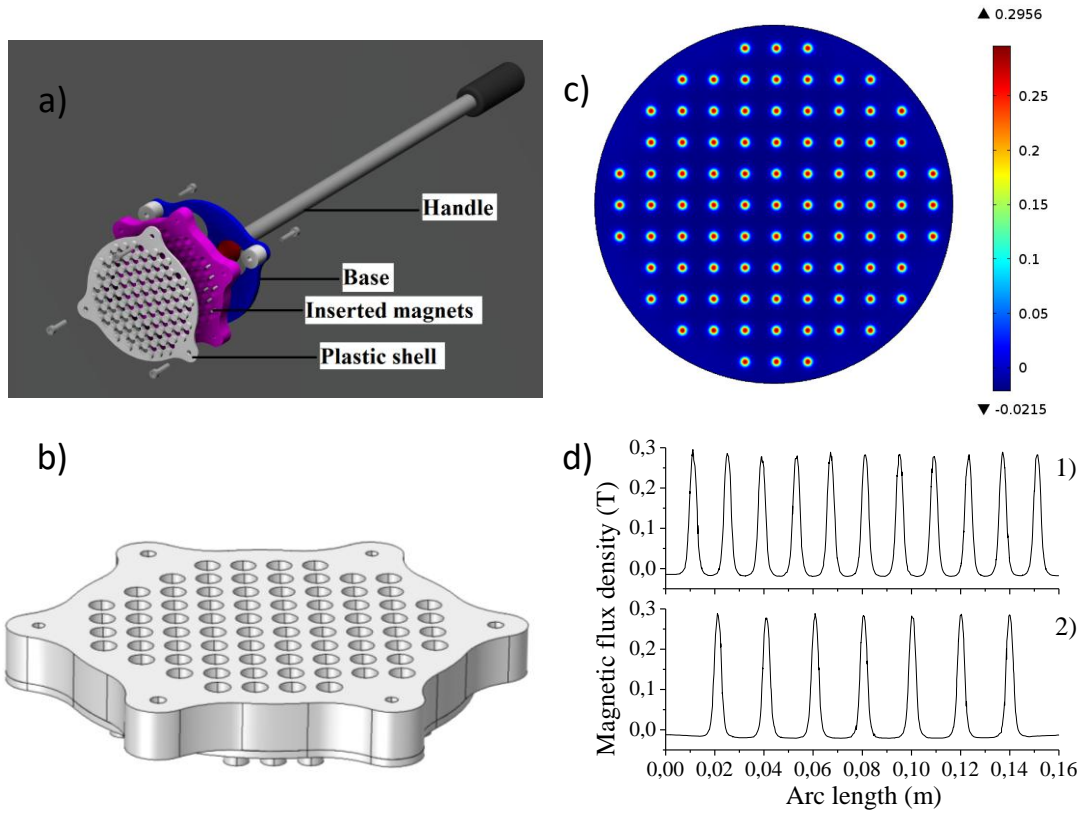 a)
Handle
Base
Inserted magnets
Plastic shell
b)
c)
▲ 0.2956
0.25
0.2
0.15
0.1
0.05
0
▼ -0.0215
d)
Magnetic flux density (T)
0,3
0,2
0,1
0,0
1)
0,3
0,2
0,1
0,0
2)
0,00 0,02 0,04 0,06 0,08 0,10 0,12 0,14 0,16
Arc length (m)